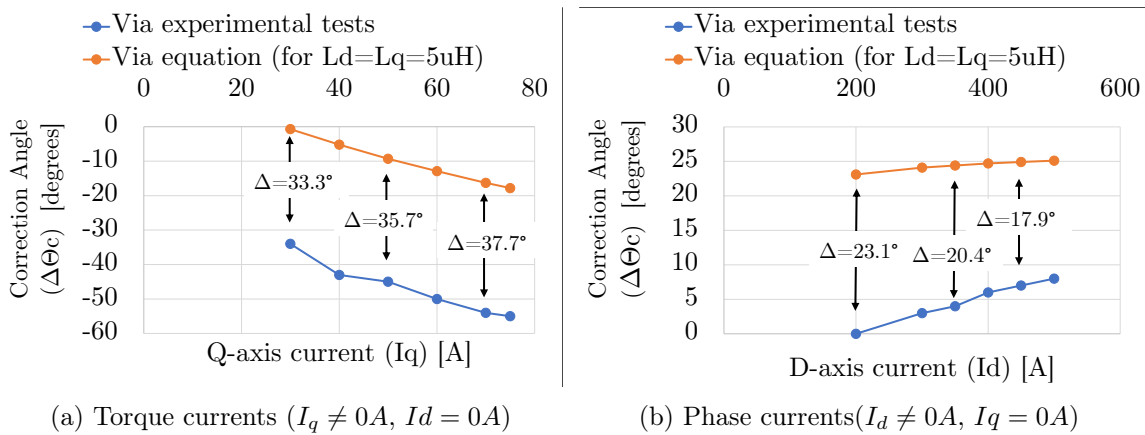 Via experimental tests
Via equation (for Ld=Lq=5uH)
0 20 40 60 80
0
-10
-20
-30
-40
-50
-60
Correction Angle
(ΔΘc) [degrees]
Δ=33.3°
Δ=35.7°
Δ=37.7°
Q-axis current (Iq) [A]
(a) Torque currents (I_q ≠ 0A, Id = 0A)
Via experimental tests
Via equation (for Ld=Lq=5uH)
0 200 400 600
30
25
20
15
10
5
0
Correction Angle
(ΔΘc) [degrees]
Δ=23.1°
Δ=20.4°
Δ=17.9°
D-axis current (Id) [A]
(b) Phase currents(I_d ≠ 0A, Iq = 0A)